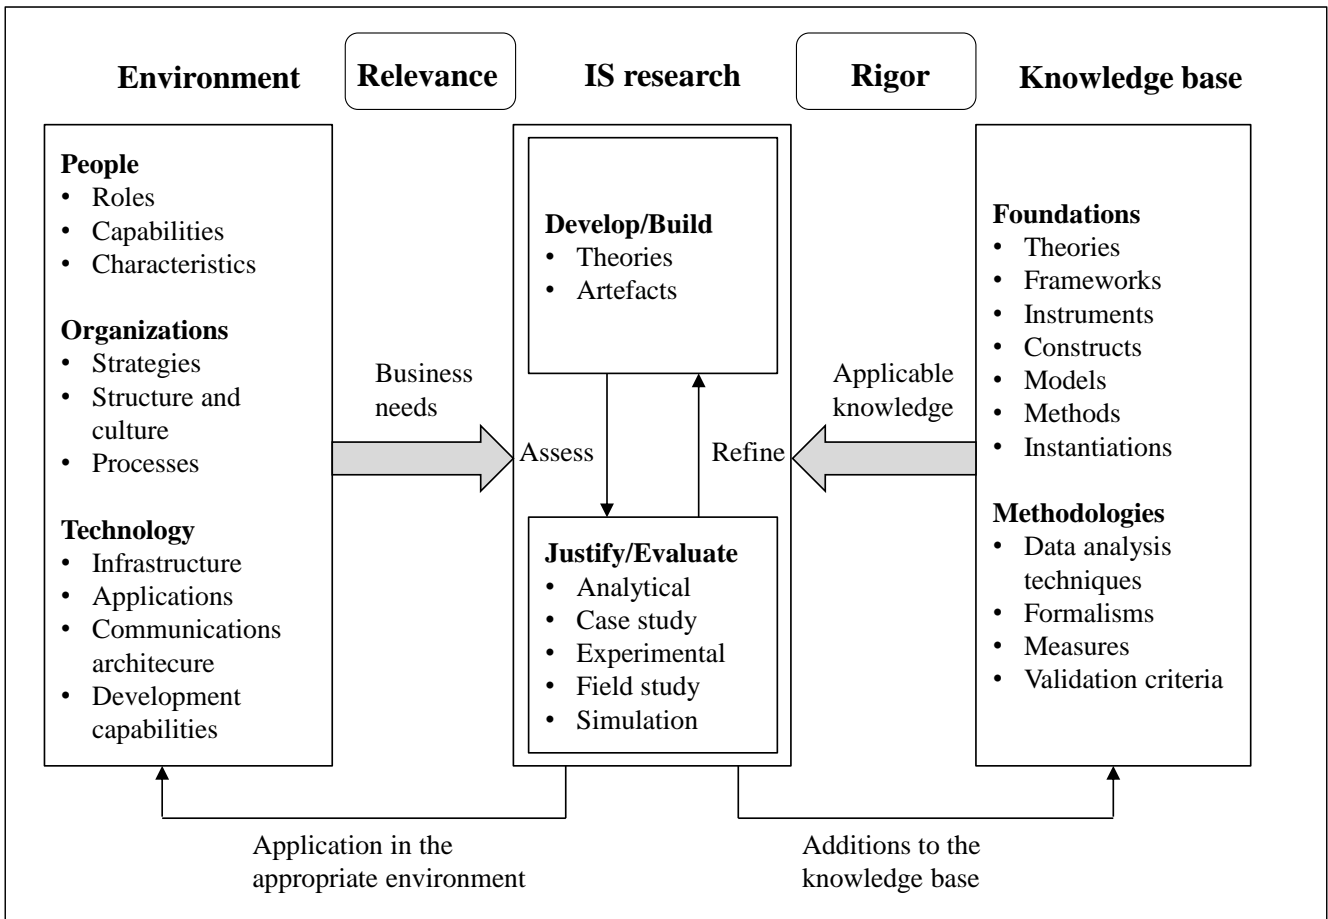 Environment
Relevance
IS research
Rigor
Knowledge base
People
• Roles
• Capabilities
• Characteristics
Organizations
• Strategies
• Structure and
culture
• Processes
Technology
• Infrastructure
• Applications
• Communications
architecure
• Development
capabilities
Business
needs
Develop/Build
• Theories
• Artefacts
Assess
Refine
Justify/Evaluate
• Analytical
• Case study
• Experimental
• Field study
• Simulation
Applicable
knowledge
Foundations
• Theories
• Frameworks
• Instruments
• Constructs
• Models
• Methods
• Instantiations
Methodologies
• Data analysis
techniques
• Formalisms
• Measures
• Validation criteria
Application in the
appropriate environment
Additions to the
knowledge base